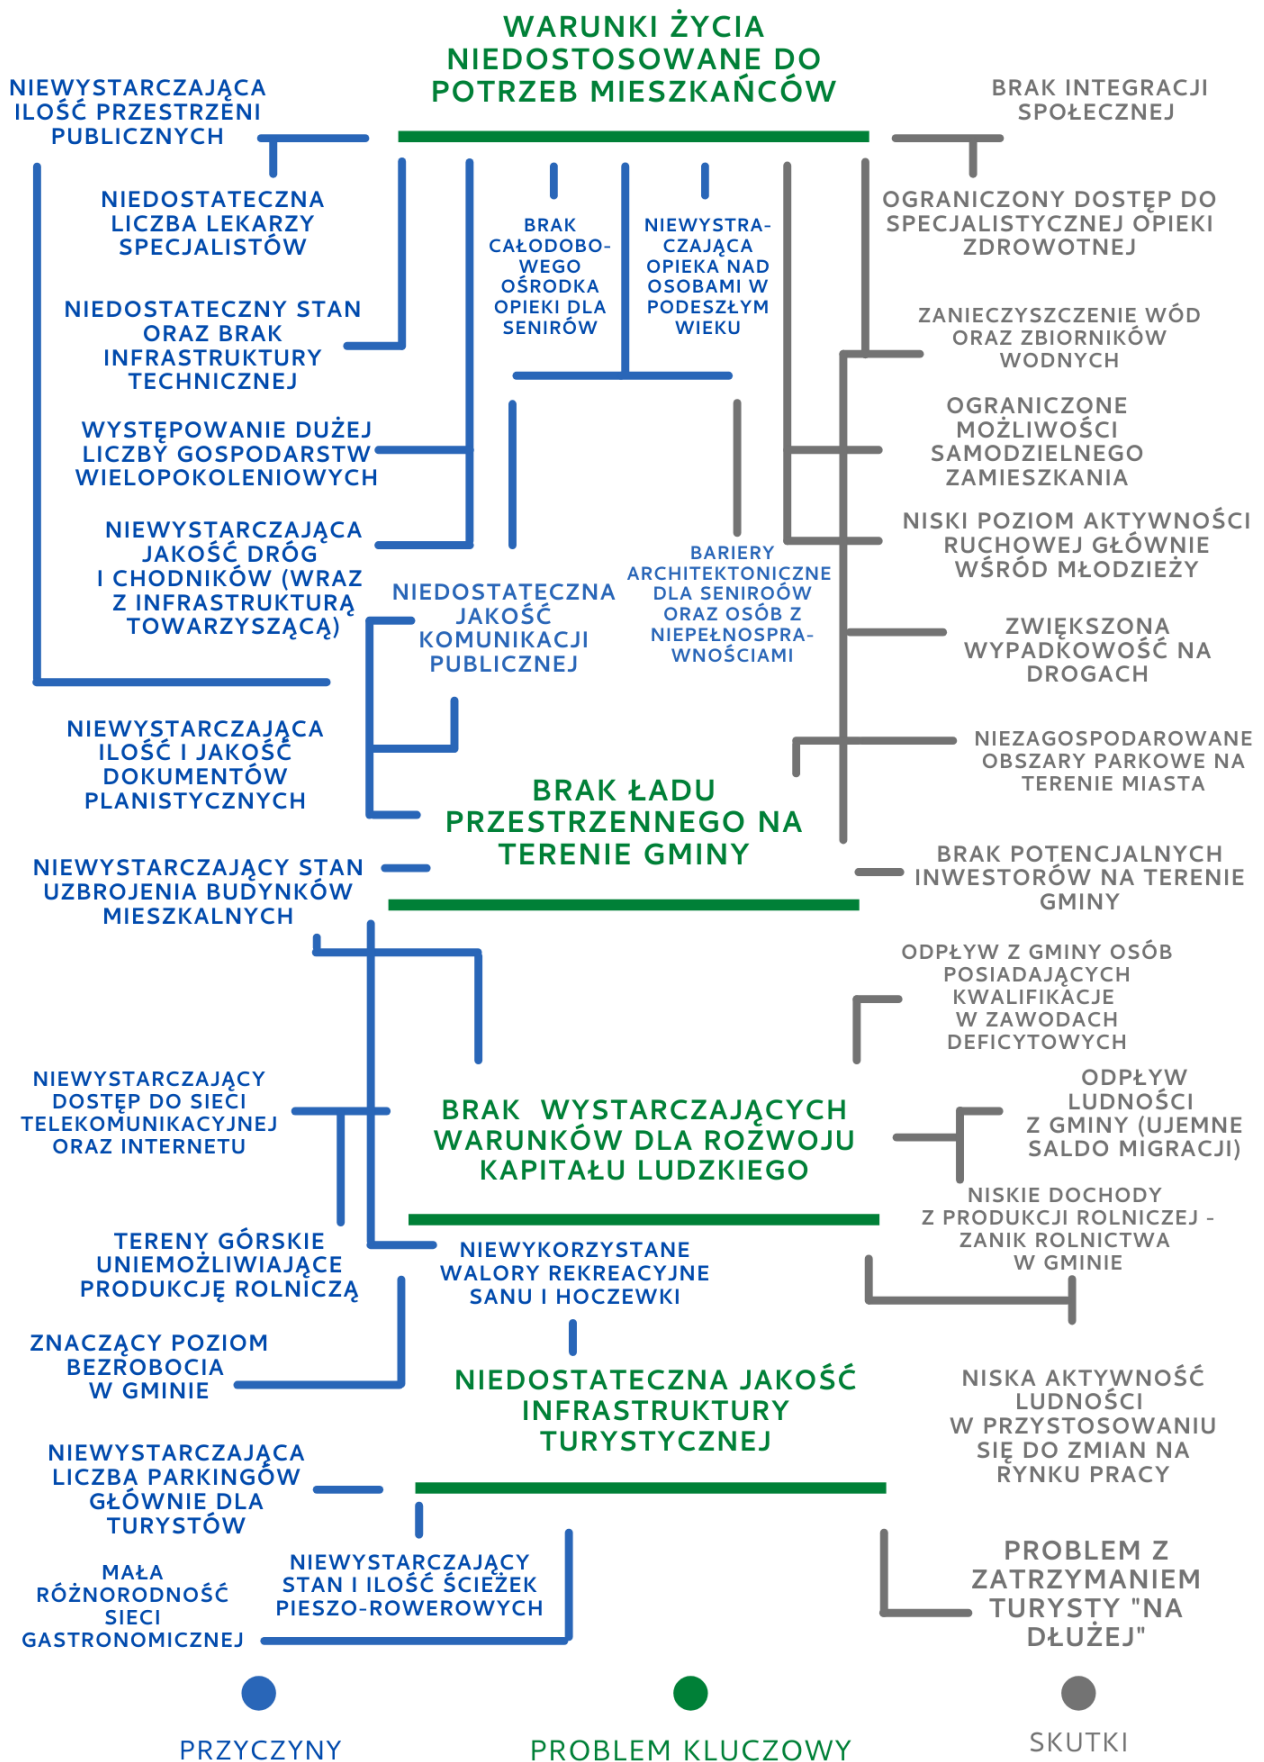 WARUNKI ŻYCIA
NIEDOSTOSOWANE DO
POTRZEB MIESZKAŃCÓW
NIEWYSTARCZAJĄCA
ILOŚĆ PRZESTRZENI
PUBLICZNYCH
BRAK INTEGRACJI
SPOŁECZNEJ
NIEDOSTATECZNA
LICZBA LEKARZY
SPECJALISTÓW
BRAK
CAŁODOBO-
WEGO
OŚRODKA
OPIEKI DLA
SENIRÓW
NIEWYSTRA-
CZAJĄCA
OPIEKA NAD
OSOBAMI W
PODESZŁYM
WIEKU
OGRANICZONY DOSTĘP DO
SPECJALISTYCZNEJ OPIEKI
ZDROWOTNEJ
NIEDOSTATECZNY STAN
ORAZ BRAK
INFRASTRUKTURY
TECHNICZNEJ
ZANIECZYSZCZENIE WÓD
ORAZ ZBIORNIKÓW
WODNYCH
WYSTĘPOWANIE DUŻEJ
LICZBY GOSPODARSTW
WIELOPOKOLENIOWYCH
OGRANICZONE
MOŻLIWOŚCI
SAMODZIELNEGO
ZAMIESZKANIA
NIEWYSTARCZAJĄCA
JAKOŚĆ DRÓG
I CHODNIKÓW (WRAZ
Z INFRASTRUKTURĄ
TOWARZYSZĄCĄ)
NIEDOSTATECZNA
JAKOŚĆ
KOMUNIKACJI
PUBLICZNEJ
BARIERY
ARCHITEKTONICZNE
DLA SENIROÓW
ORAZ OSÓB Z
NIEPEŁNOSPRA-
WNOŚCIAMI
NISKI POZIOM AKTYWNOŚCI
RUCHOWEJ GŁÓWNIE
WŚRÓD MŁODZIEŻY
ZWIĘKSZONA
WYPADKOWOŚĆ NA
DROGACH
NIEWYSTARCZAJĄCA
ILOŚĆ I JAKOŚĆ
DOKUMENTÓW
PLANISTYCZNYCH
BRAK ŁADU
PRZESTRZENNEGO NA
TERENIE GMINY
NIEZAGOSPODAROWANE
OBSZARY PARKOWE NA
TERENIE MIASTA
NIEWYSTARCZAJĄCY STAN
UZBROJENIA BUDYNKÓW
MIESZKALNYCH
BRAK POTENCJALNYCH
INWESTORÓW NA TERENIE
GMINY
ODPŁYW Z GMINY OSÓB
POSIADAJĄCYCH
KWALIFIKACJE
W ZAWODACH
DEFICYTOWYCH
NIEWYSTARCZAJĄCY
DOSTĘP DO SIECI
TELEKOMUNIKACYJNEJ
ORAZ INTERNETU
BRAK WYSTARCZAJĄCYCH
WARUNKÓW DLA ROZWOJU
KAPITAŁU LUDZKIEGO
ODPŁYW
LUDNOŚCI
Z GMINY (UJEMNE
SALDO MIGRACJI)
NISKIE DOCHODY
Z PRODUKCJI ROLNICZEJ -
ZANIK ROLNICTWA
W GMINIE
TERENY GÓRSKIE
UNIEMOŻLIWIAJĄCE
PRODUKCJĘ ROLNICZĄ
NIEWYKORZYSTANE
WALORY REKREACYJNE
SANU I HOCZEWKI
ZNACZĄCY POZIOM
BEZROBOCIA
W GMINIE
NIEDOSTATECZNA JAKOŚĆ
INFRASTRUKTURY
TURYSTYCZNEJ
NISKA AKTYWNOŚĆ
LUDNOŚCI
W PRZYSTOSOWANIU
SIĘ DO ZMIAN NA
RYNKU PRACY
NIEWYSTARCZAJĄCA
LICZBA PARKINGÓW
GŁÓWNIE DLA
TURYSTÓW
MAŁA
RÓŻNORODNOŚĆ
SIECI
GASTRONOMICZNEJ
NIEWYSTARCZAJĄCY
STAN I ILOŚĆ ŚCIEŻEK
PIESZO-ROWEROWYCH
PROBLEM Z
ZATRZYMANIEM
TURYSTY "NA
DŁUŻEJ"
PRZYCZYNY
PROBLEM KLUCZOWY
SKUTKI